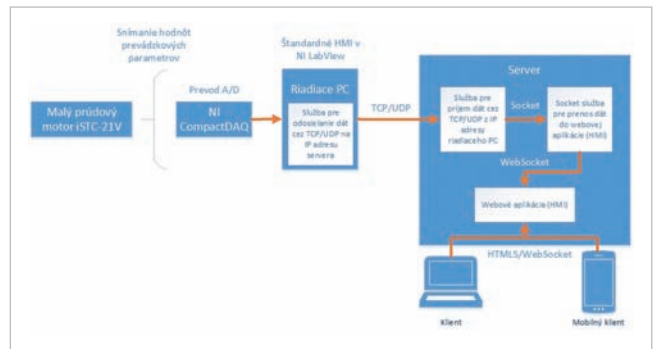 Snímanie hodnôt
prevádzkových
parametrov
Malý prúdový
motor iSTC-21V
Prevod A/D
NI
CompactDAQ
Štandardné HMI v
NI LabView
Riadiace PC
Služba pre
odosielanie dát
cez TCP/UDP na
IP adresu
servera
TCP/UDP
Server
Služba pre
príjem dát cez
TCP/UDP z IP
adresy
riadiaceho PC
Socket
Socket služba
pre prenos dát
do webovej
aplikácie (HMI)
WebSocket
Webové aplikácia (HMI)
HTML5/WebSocket
Klient
Mobilný klient